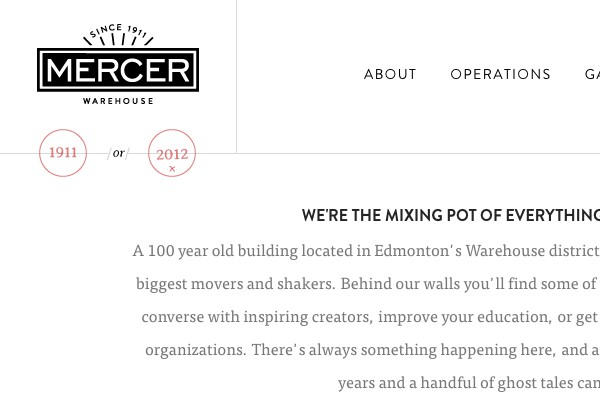 SINCE 1911
MERCER
WAREHOUSE
ABOUT OPERATIONS
1911 /or/ 2012
×
WE'RE THE MIXING POT OF EVERYTHING
A 100 year old building located in Edmonton's Warehouse district
biggest movers and shakers. Behind our walls you'll find some of
converse with inspiring creators, improve your education, or get
organizations. There's always something happening here, and a
years and a handful of ghost tales can